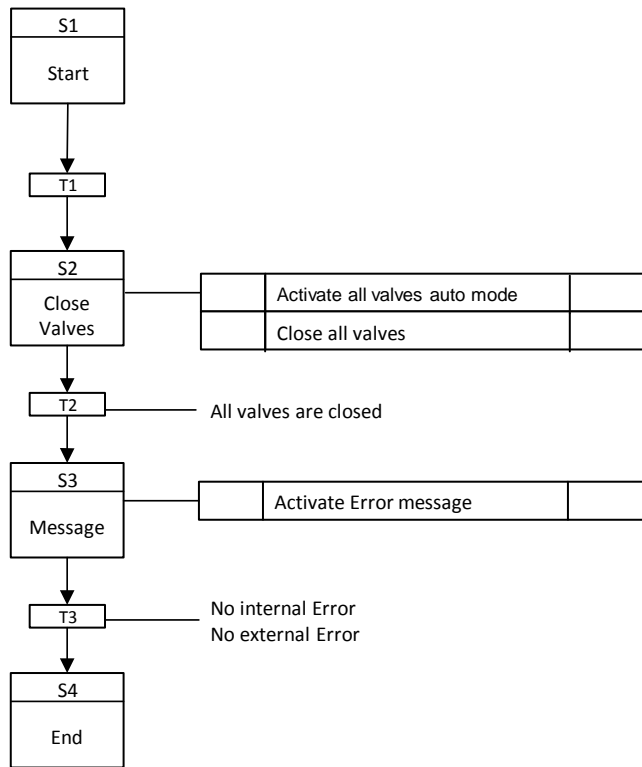 S1
Start
T1
S2
Close
Valves
Activate all valves auto mode
Close all valves
T2
All valves are closed
S3
Message
Activate Error message
T3
No internal Error
No external Error
S4
End